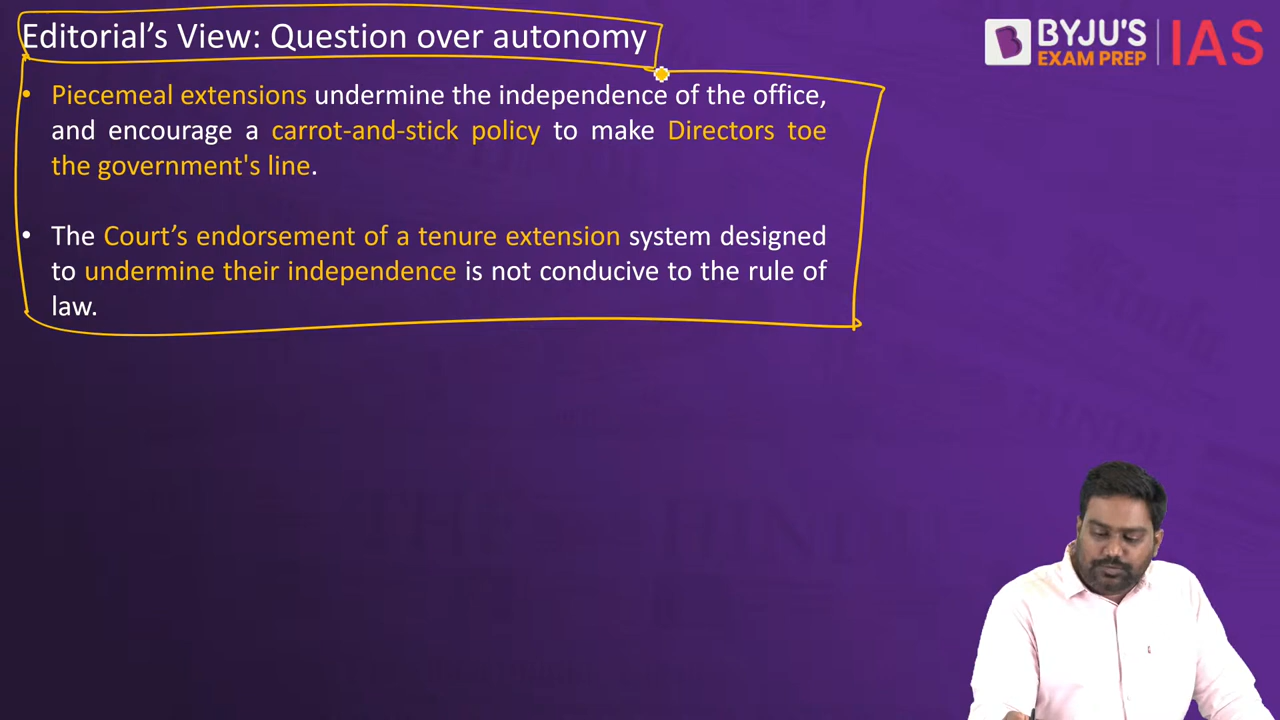 Editorial’s View: Question over autonomy
BYJU'S
EXAM PREP
IAS
• Piecemeal extensions undermine the independence of the office,
and encourage a carrot-and-stick policy to make Directors toe
the government's line.
• The Court’s endorsement of a tenure extension system designed
to undermine their independence is not conducive to the rule of
law.
THE HINDU